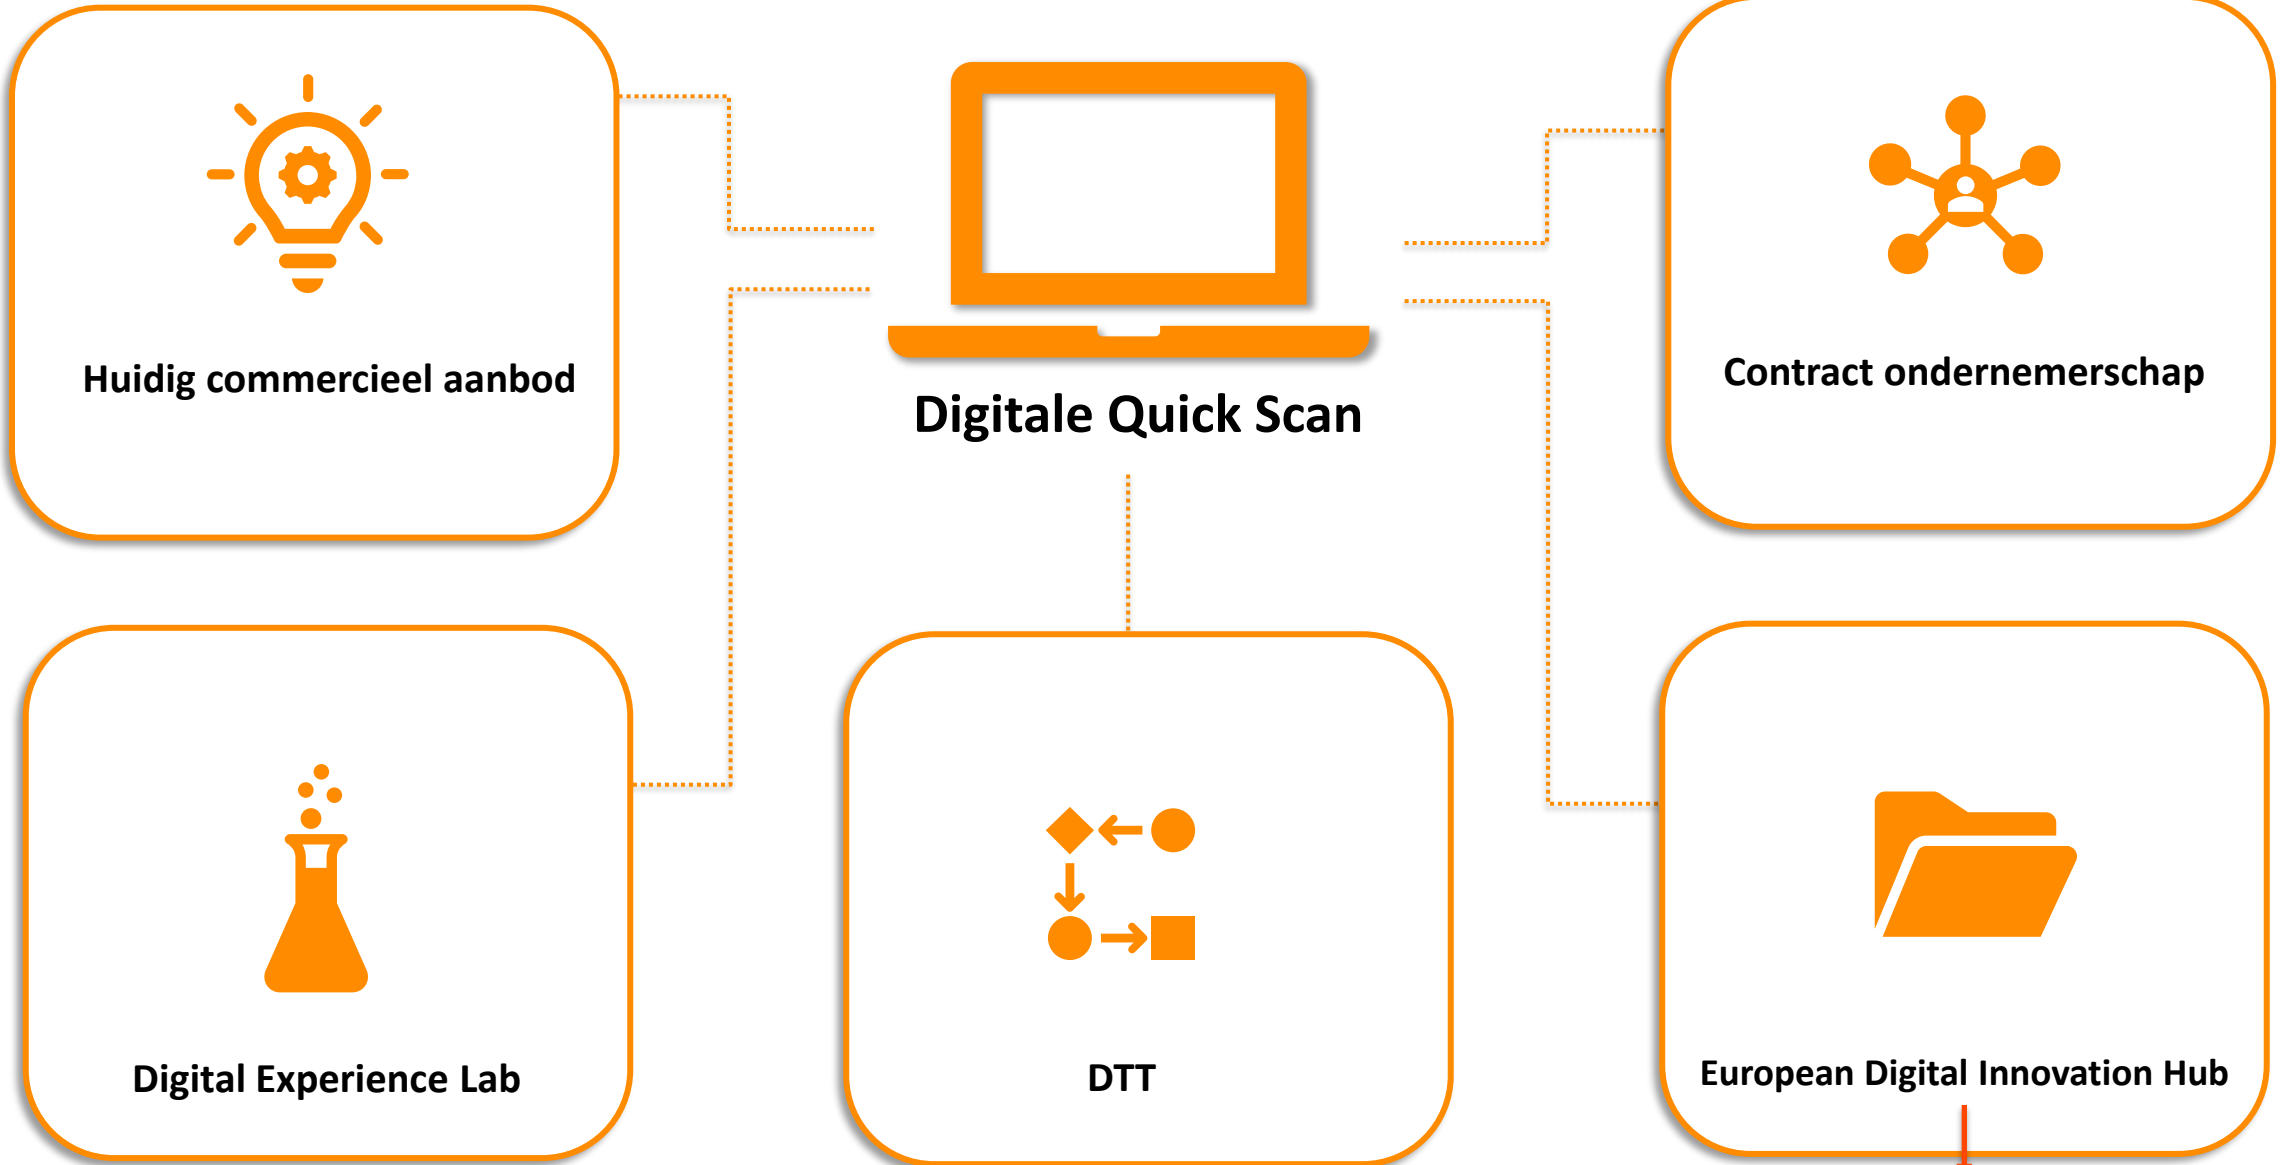 Huidig commercieel aanbod
Digitale Quick Scan
Contract ondernemerschap
Digital Experience Lab
DTT
European Digital Innovation Hub